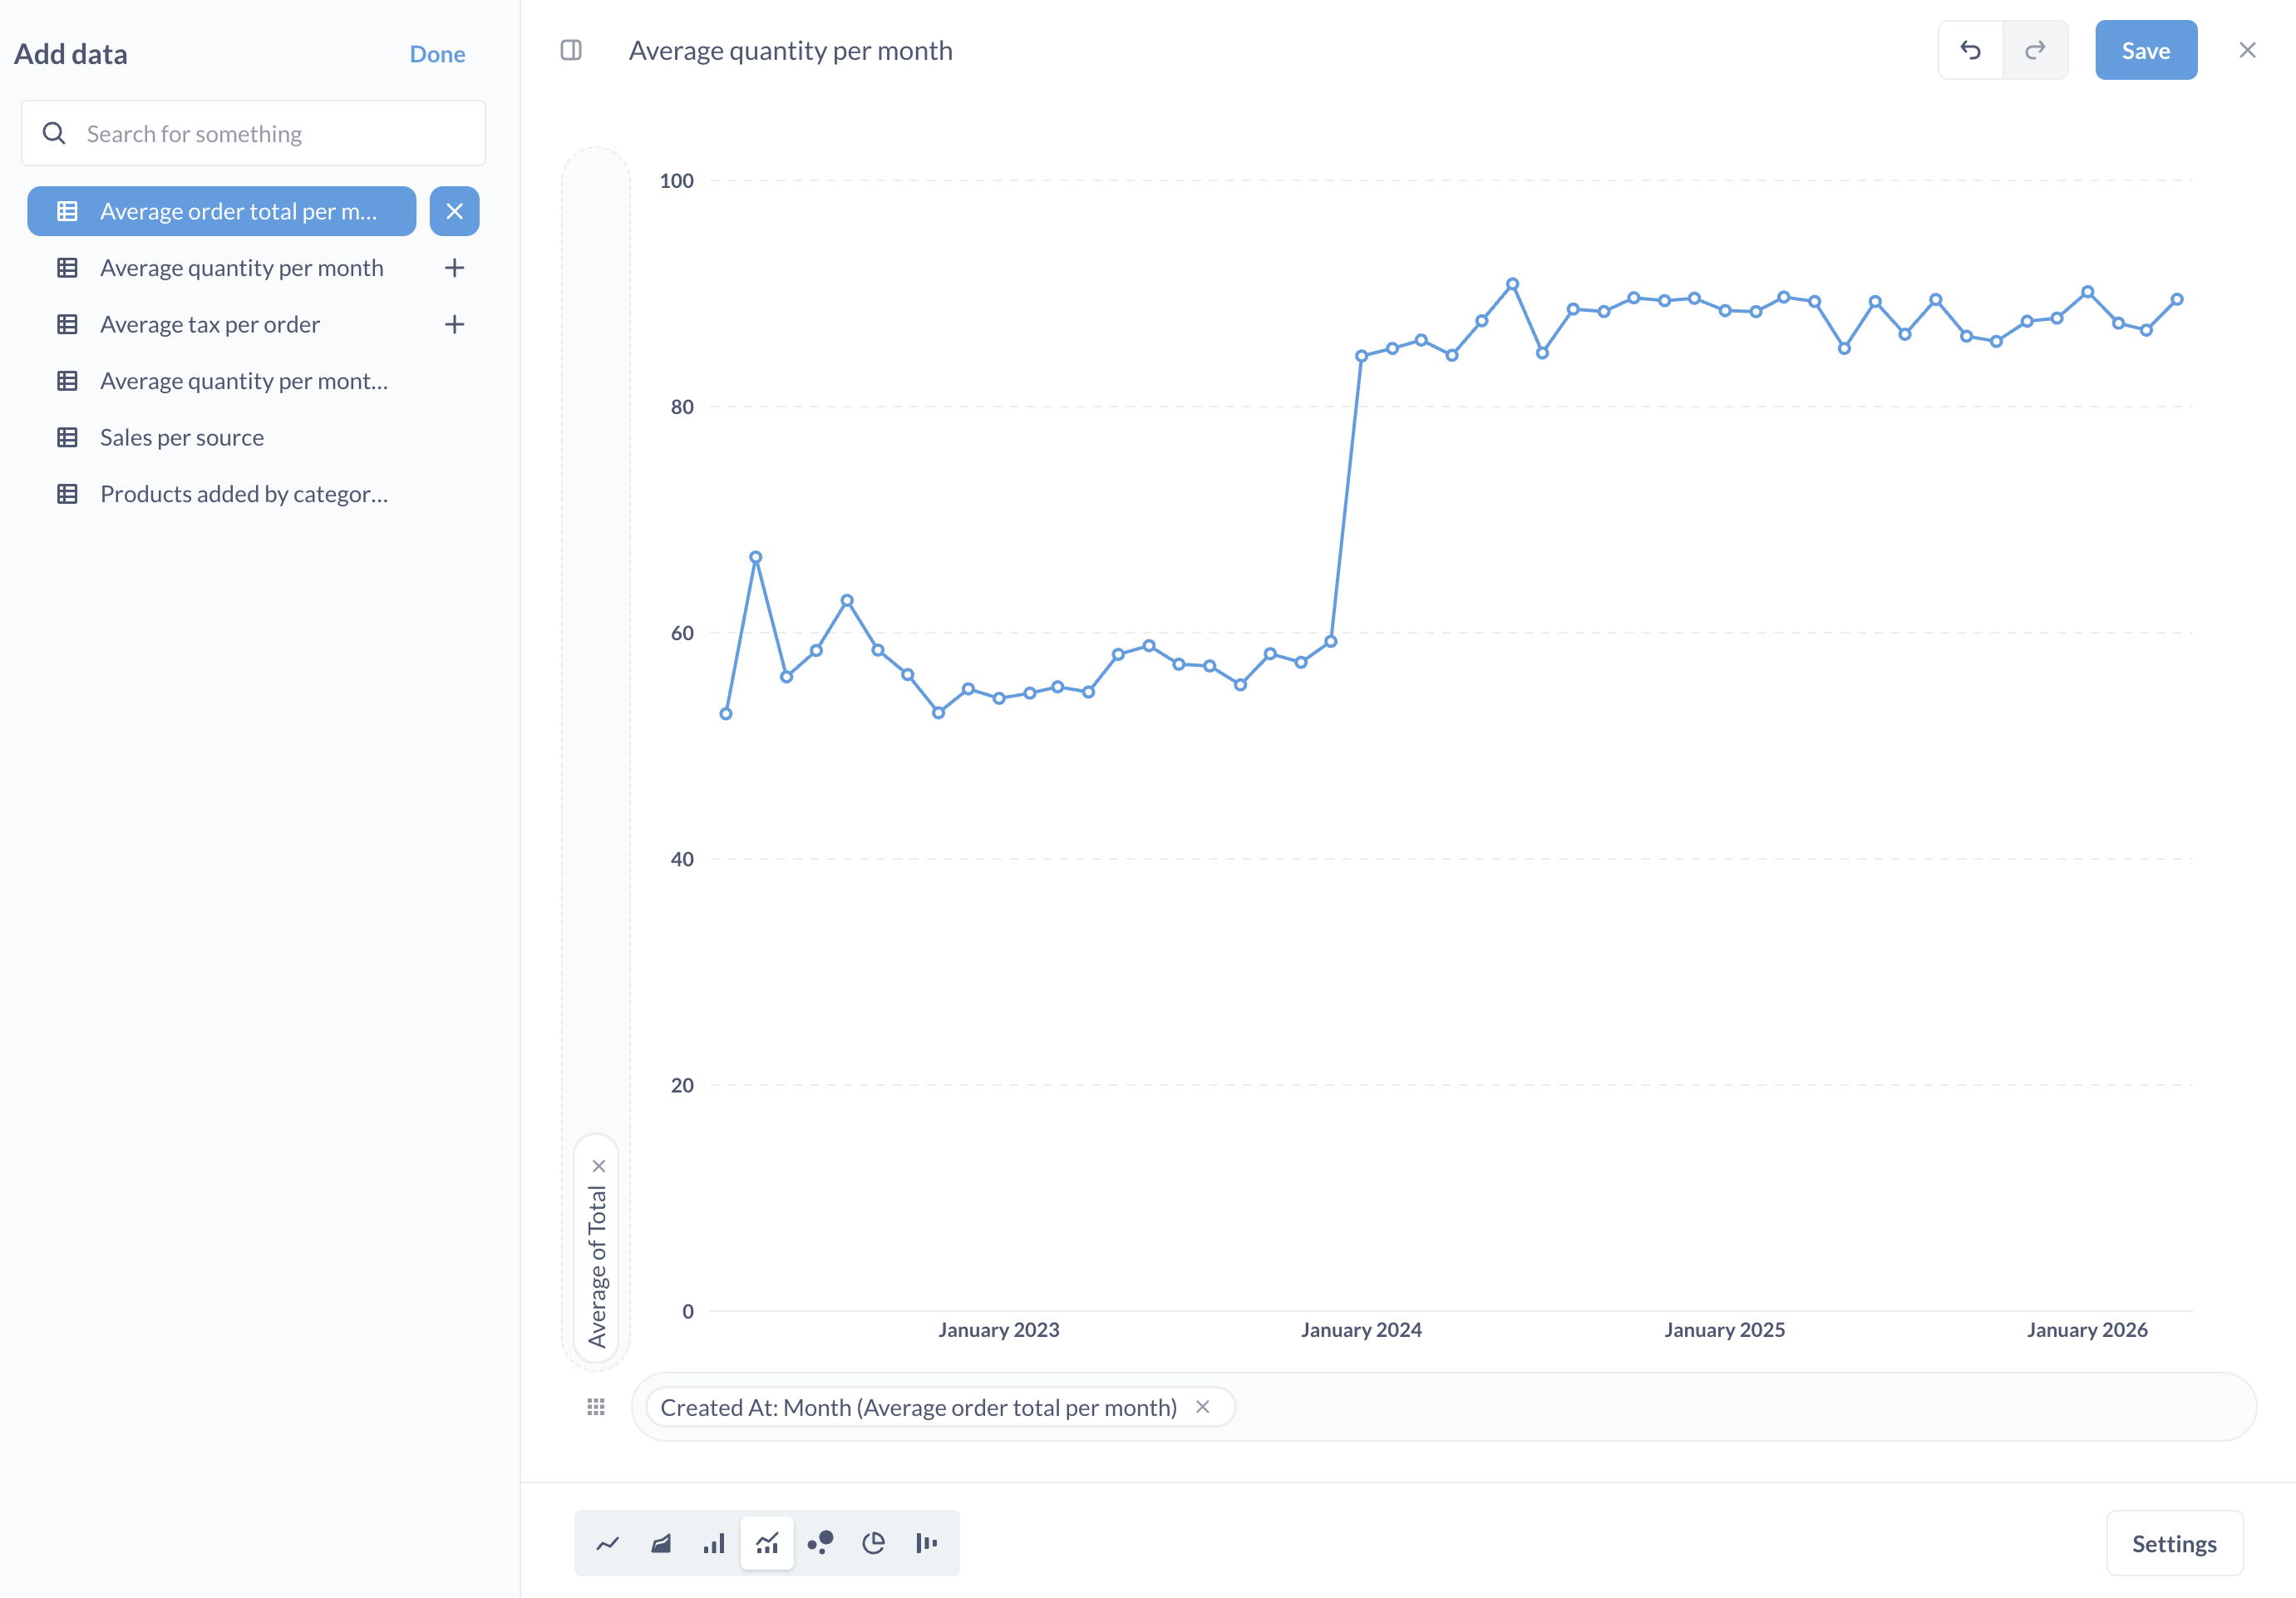 Add data
Done
Search for something
Average order total per m...
Average quantity per month
Average tax per order
Average quantity per mont...
Sales per source
Products added by categor...
Average quantity per month
Save
100
80
60
40
20
0
Average of Total
January 2023
January 2024
January 2025
January 2026
Created At: Month (Average order total per month)
Settings